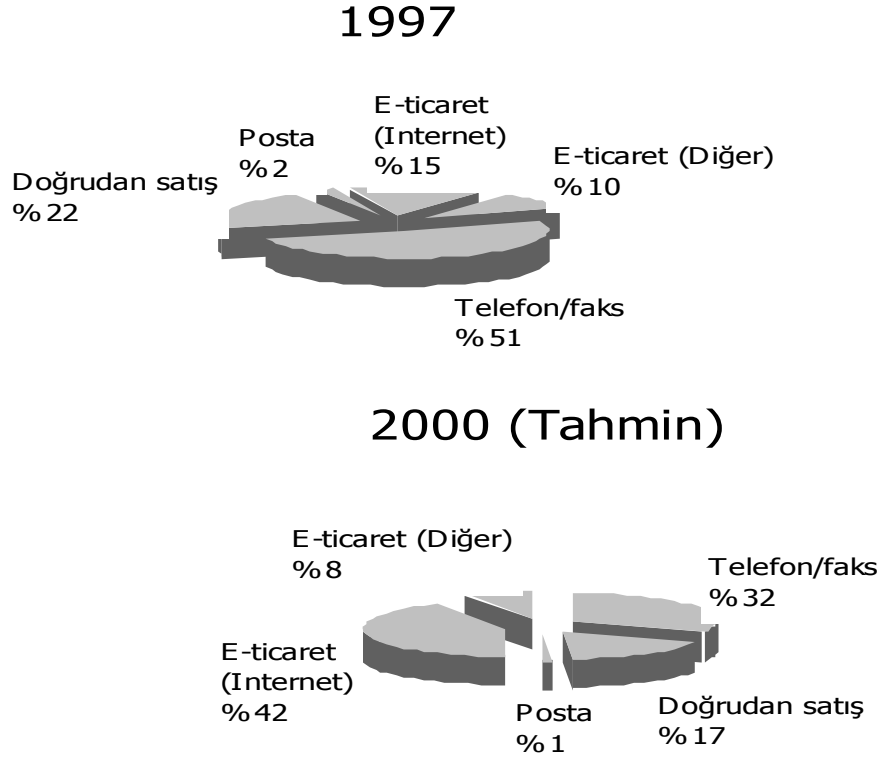 1997
E-ticaret
(Internet)
%15
Posta
%2
E-ticaret (Diğer)
%10
Doğrudan satış
%22
Telefon/faks
%51
2000 (Tahmin)
E-ticaret (Diğer)
%8
Telefon/faks
%32
E-ticaret
(Internet)
%42
Posta
%1
Doğrudan satış
%17